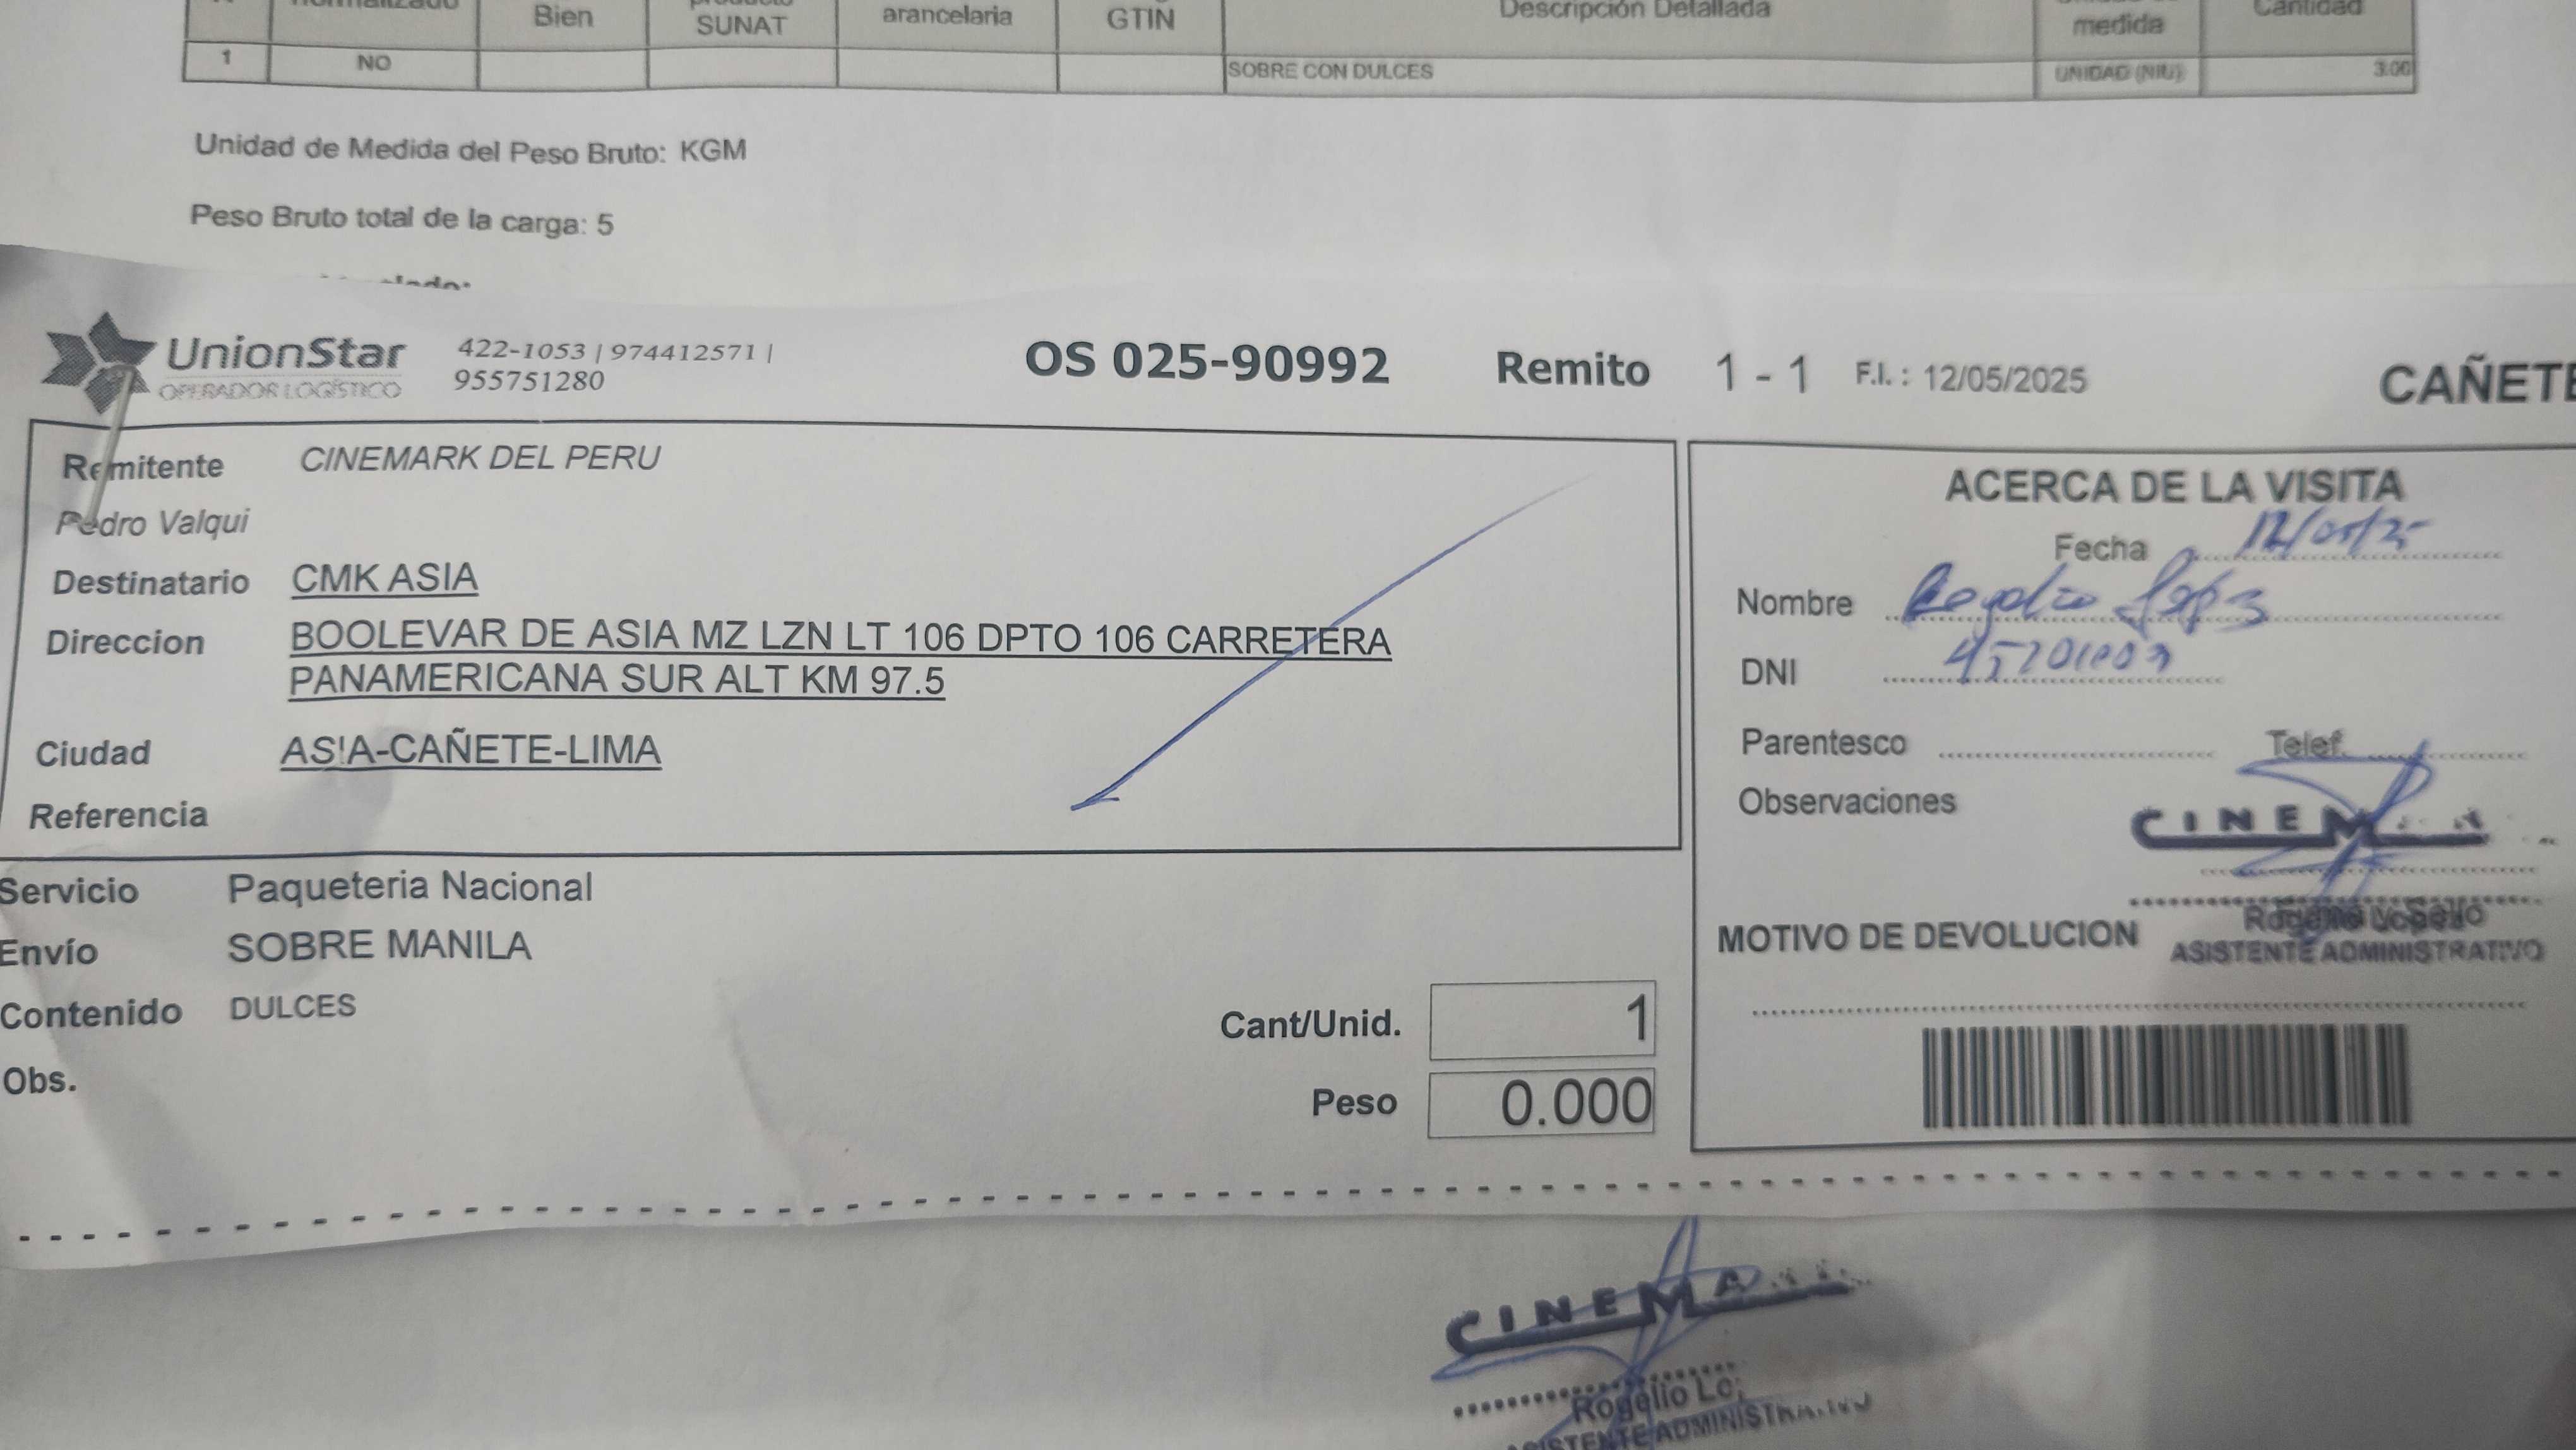 normalizado Bien producto SUNAT arancelaria GTIN Descripción Detallada medida Cantidad
1 NO SOBRE CON DULCES UNIDAD (NIU) 3.00
Unidad de Medida del Peso Bruto: KGM
Peso Bruto total de la carga: 5
UnionStar
OPERADOR LOGÍSTICO
422-1053 | 974412571 |
955751280
OS 025-90992 Remito 1 - 1 F.I. : 12/05/2025 CAÑETE
Remitente CINEMARK DEL PERU
Pedro Valqui
Destinatario CMK ASIA
Direccion BOOLEVAR DE ASIA MZ LZN LT 106 DPTO 106 CARRETERA
PANAMERICANA SUR ALT KM 97.5
Ciudad ASIA-CAÑETE-LIMA
Referencia
Servicio Paqueteria Nacional
Envío SOBRE MANILA
Contenido DULCES
Obs.
Cant/Unid. 1
Peso 0.000
ACERCA DE LA VISITA
Fecha
Nombre
DNI
Parentesco Telef.
Observaciones
CINEM
ASISTENTE ADMINISTRATIVO
MOTIVO DE DEVOLUCION
CINEMA
Rogelio